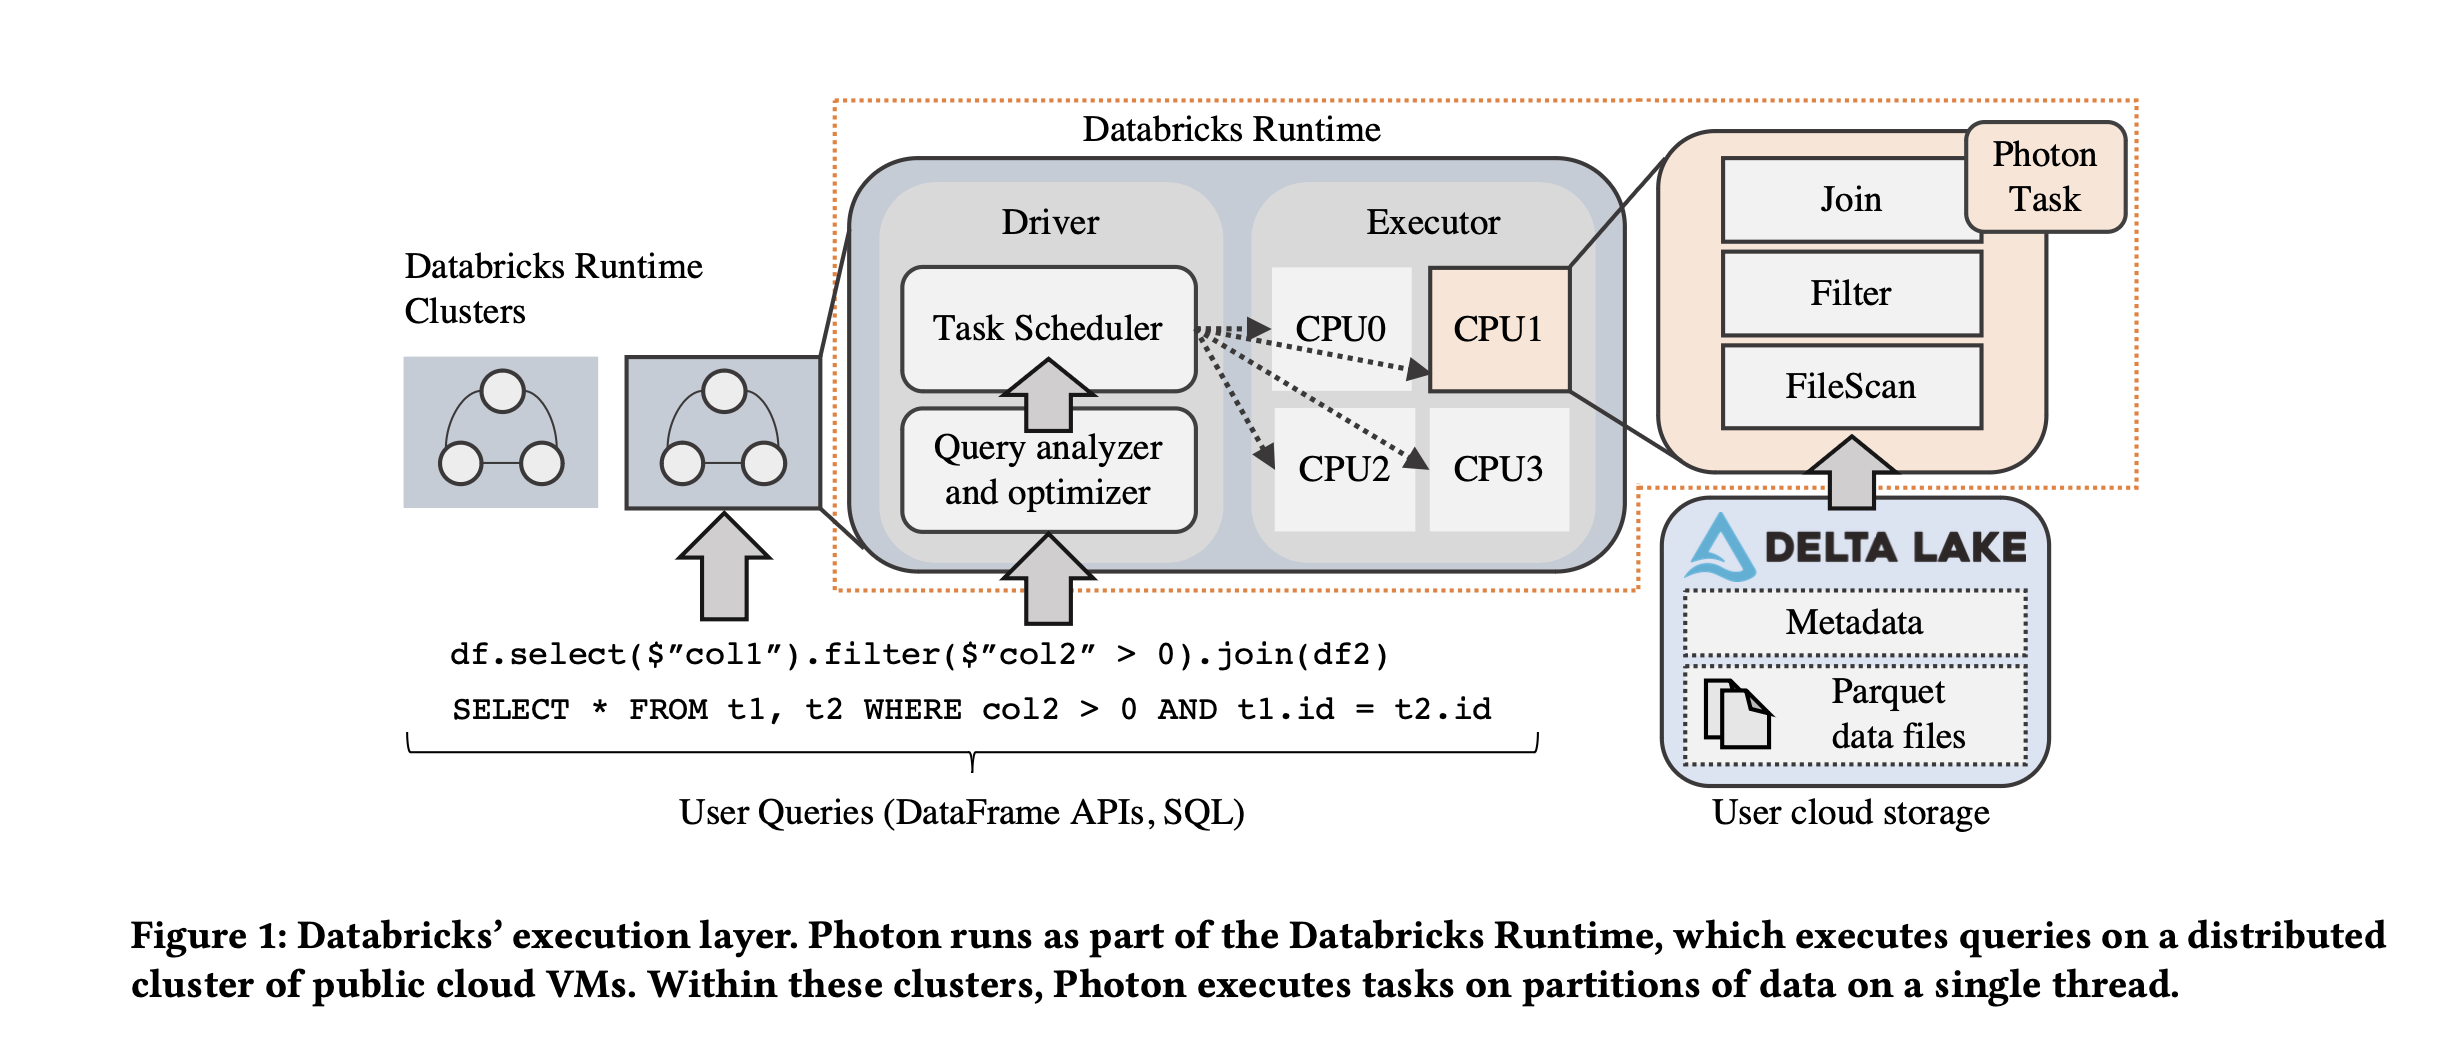 Databricks Runtime
Clusters
Databricks Runtime
Driver
Task Scheduler
Query analyzer
and optimizer
Executor
CPU0
CPU1
CPU2
CPU3
Photon
Task
Join
Filter
FileScan
DELTA LAKE
Metadata
Parquet
data files
User cloud storage
df.select($”col1”).filter($”col2” > 0).join(df2)
SELECT * FROM t1, t2 WHERE col2 > 0 AND t1.id = t2.id
User Queries (DataFrame APIs, SQL)
Figure 1: Databricks’ execution layer. Photon runs as part of the Databricks Runtime, which executes queries on a distributed
cluster of public cloud VMs. Within these clusters, Photon executes tasks on partitions of data on a single thread.